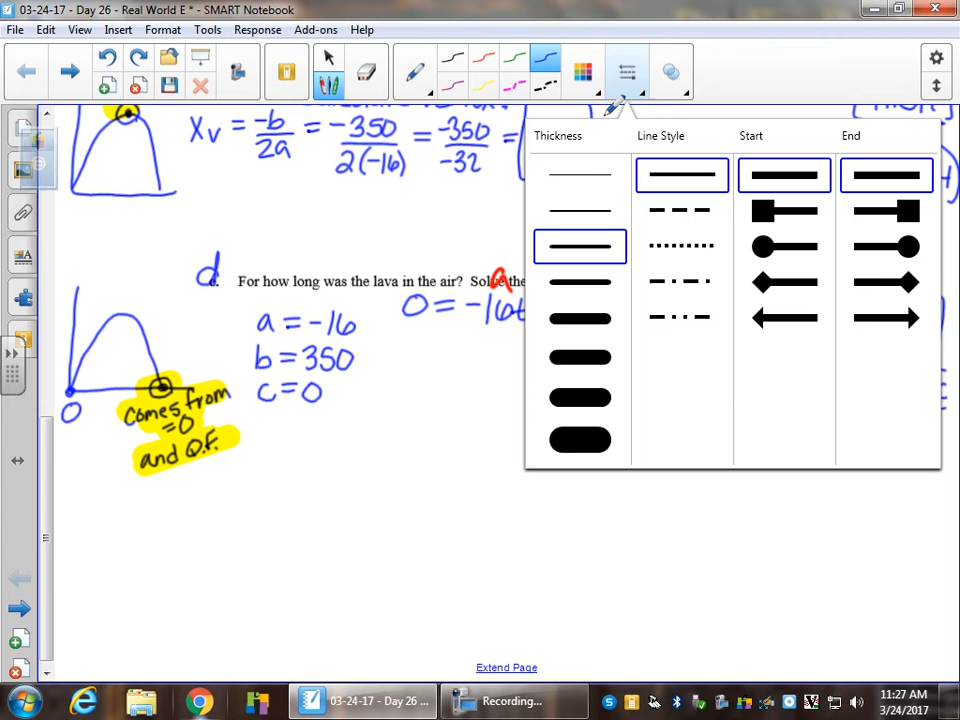 03-24-17 - Day 26 - Real World E * - SMART Notebook
File Edit View Insert Format Tools Response Add-ons Help
Thickness Line Style Start End
Xv = -b/2a = -350/2(-16) = -350/-32 =
d
For how long was the lava in the air? Solve the
a
0 = -16t
a = -16
b = 350
c = 0
0
comes from
=0
and Q.F.
Extend Page
03-24-17 - Day 26 ...
Recording...
11:27 AM
3/24/2017